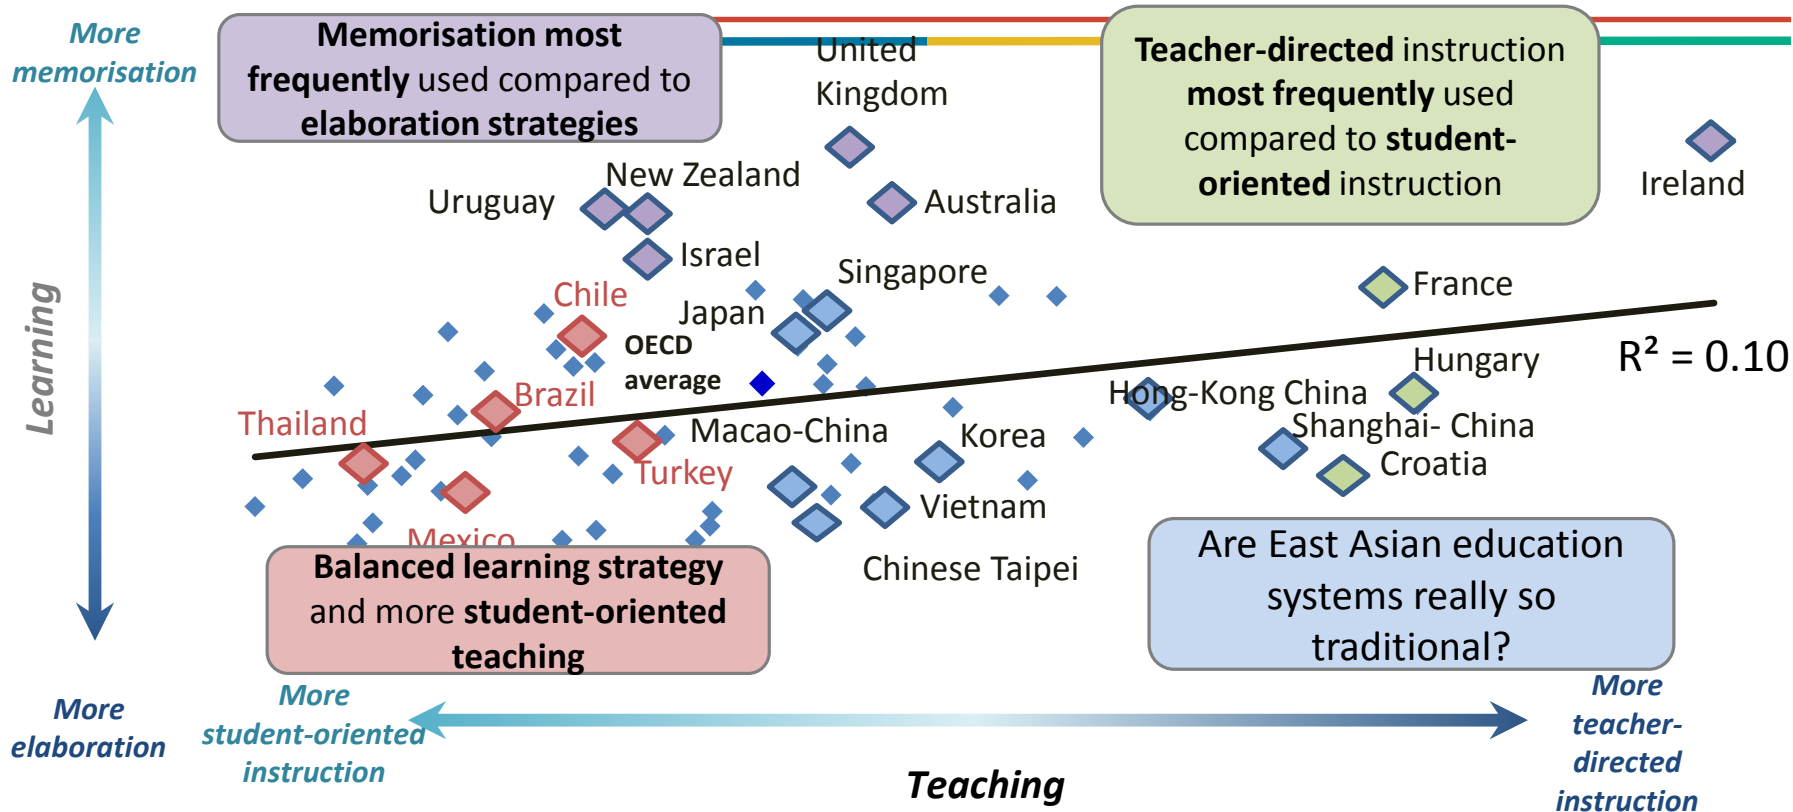 More
memorisation
Memorisation most
frequently used compared to
elaboration strategies
United
Kingdom
Teacher-directed instruction
most frequently used
compared to student-
oriented instruction
Ireland
New Zealand
Uruguay
Australia
Israel
Singapore
Chile
Japan
France
OECD
average
Learning
R² = 0.10
Hungary
Brazil
Hong-Kong China
Thailand
Macao-China
Korea
Shanghai- China
Croatia
Turkey
Vietnam
Mexico
Chinese Taipei
Balanced learning strategy
and more student-oriented
teaching
Are East Asian education
systems really so
traditional?
More
elaboration
More
student-oriented
instruction
Teaching
More
teacher-
directed
instruction